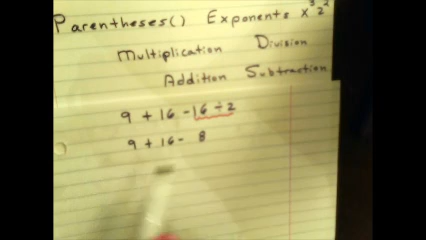 Parentheses() Exponents x³ 2²
Multiplication Division
Addition Subtraction
9 + 16 - 16 ÷ 2
9 + 16 - 8